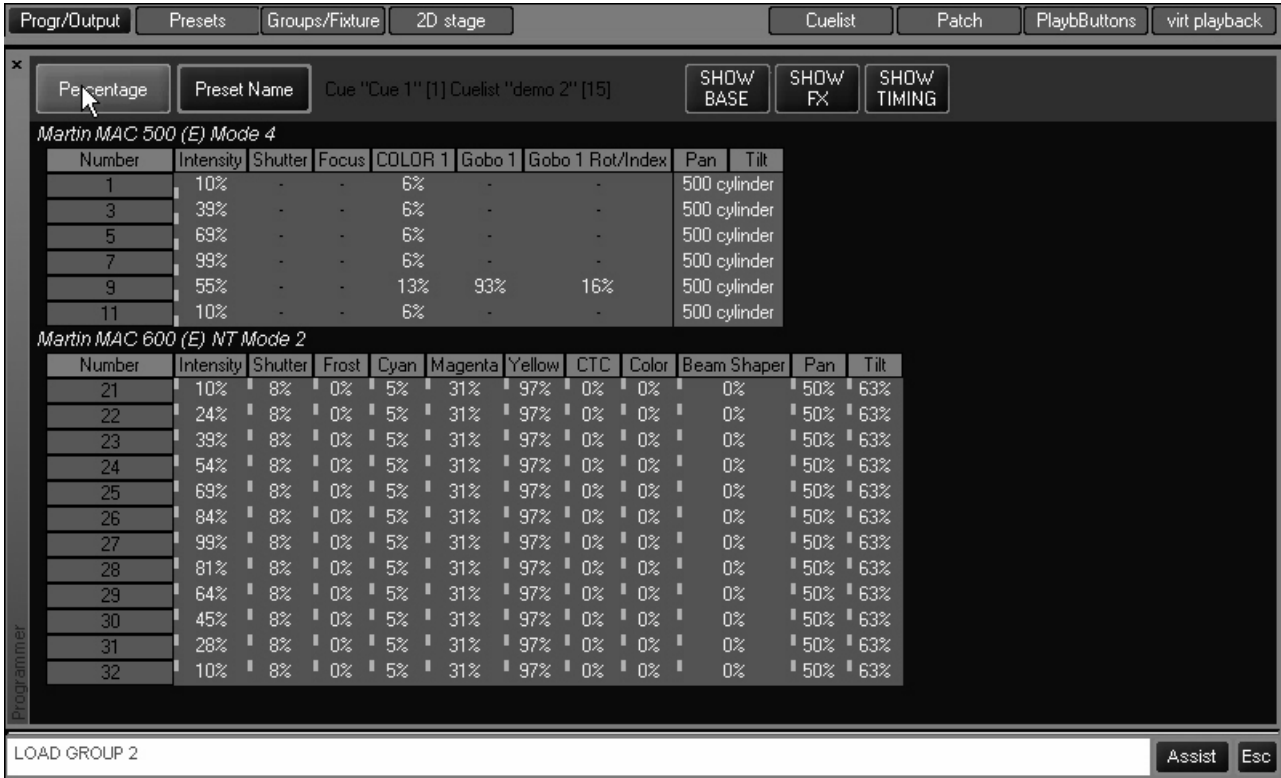 Progr/Output Presets Groups/Fixture 2D stage Cuelist Patch PlaybButtons virt playback
×
Percentage Preset Name Cue "Cue 1" [1] Cuelist "demo 2" [15] SHOW BASE SHOW FX SHOW TIMING
Martin MAC 500 (E) Mode 4
Number Intensity Shutter Focus COLOR 1 Gobo 1 Gobo 1 Rot/Index Pan Tilt
1 10% - - 6% - - 500 cylinder
3 39% - - 6% - - 500 cylinder
5 69% - - 6% - - 500 cylinder
7 99% - - 6% - - 500 cylinder
9 55% - - 13% 93% 16% 500 cylinder
11 10% - - 6% - - 500 cylinder
Martin MAC 600 (E) NT Mode 2
Number Intensity Shutter Frost Cyan Magenta Yellow CTC Color Beam Shaper Pan Tilt
21 10% 8% 0% 5% 31% 97% 0% 0% 0% 50% 63%
22 24% 8% 0% 5% 31% 97% 0% 0% 0% 50% 63%
23 39% 8% 0% 5% 31% 97% 0% 0% 0% 50% 63%
24 54% 8% 0% 5% 31% 97% 0% 0% 0% 50% 63%
25 69% 8% 0% 5% 31% 97% 0% 0% 0% 50% 63%
26 84% 8% 0% 5% 31% 97% 0% 0% 0% 50% 63%
27 99% 8% 0% 5% 31% 97% 0% 0% 0% 50% 63%
28 81% 8% 0% 5% 31% 97% 0% 0% 0% 50% 63%
29 64% 8% 0% 5% 31% 97% 0% 0% 0% 50% 63%
30 45% 8% 0% 5% 31% 97% 0% 0% 0% 50% 63%
31 28% 8% 0% 5% 31% 97% 0% 0% 0% 50% 63%
32 10% 8% 0% 5% 31% 97% 0% 0% 0% 50% 63%
Programmer
LOAD GROUP 2 Assist Esc